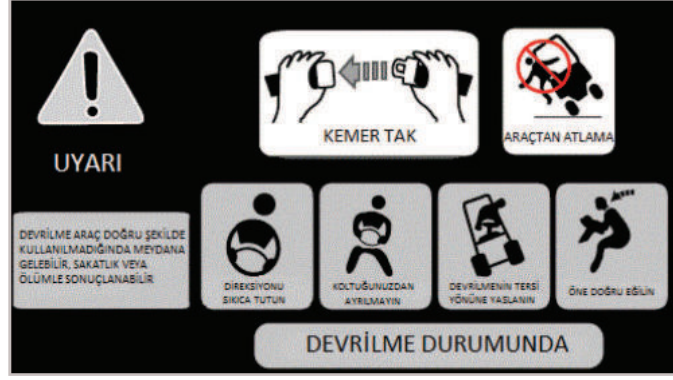 UYARI
KEMER TAK
ARAÇTAN ATLAMA
DEVRİLME ARAÇ DOĞRU ŞEKİLDE
KULLANILMADIĞINDA MEYDANA
GELEBİLİR, SAKATLIK VEYA
ÖLÜMLE SONUÇLANABİLİR
DİREKSİYONU
SIKICA TUTUN
KOLTUĞUNUZDAN
AYRILMAYIN
DEVRİLMENİN TERSİ
YÖNÜNE YASLANIN
ÖNE DOĞRU EĞİLİN
DEVRİLME DURUMUNDA